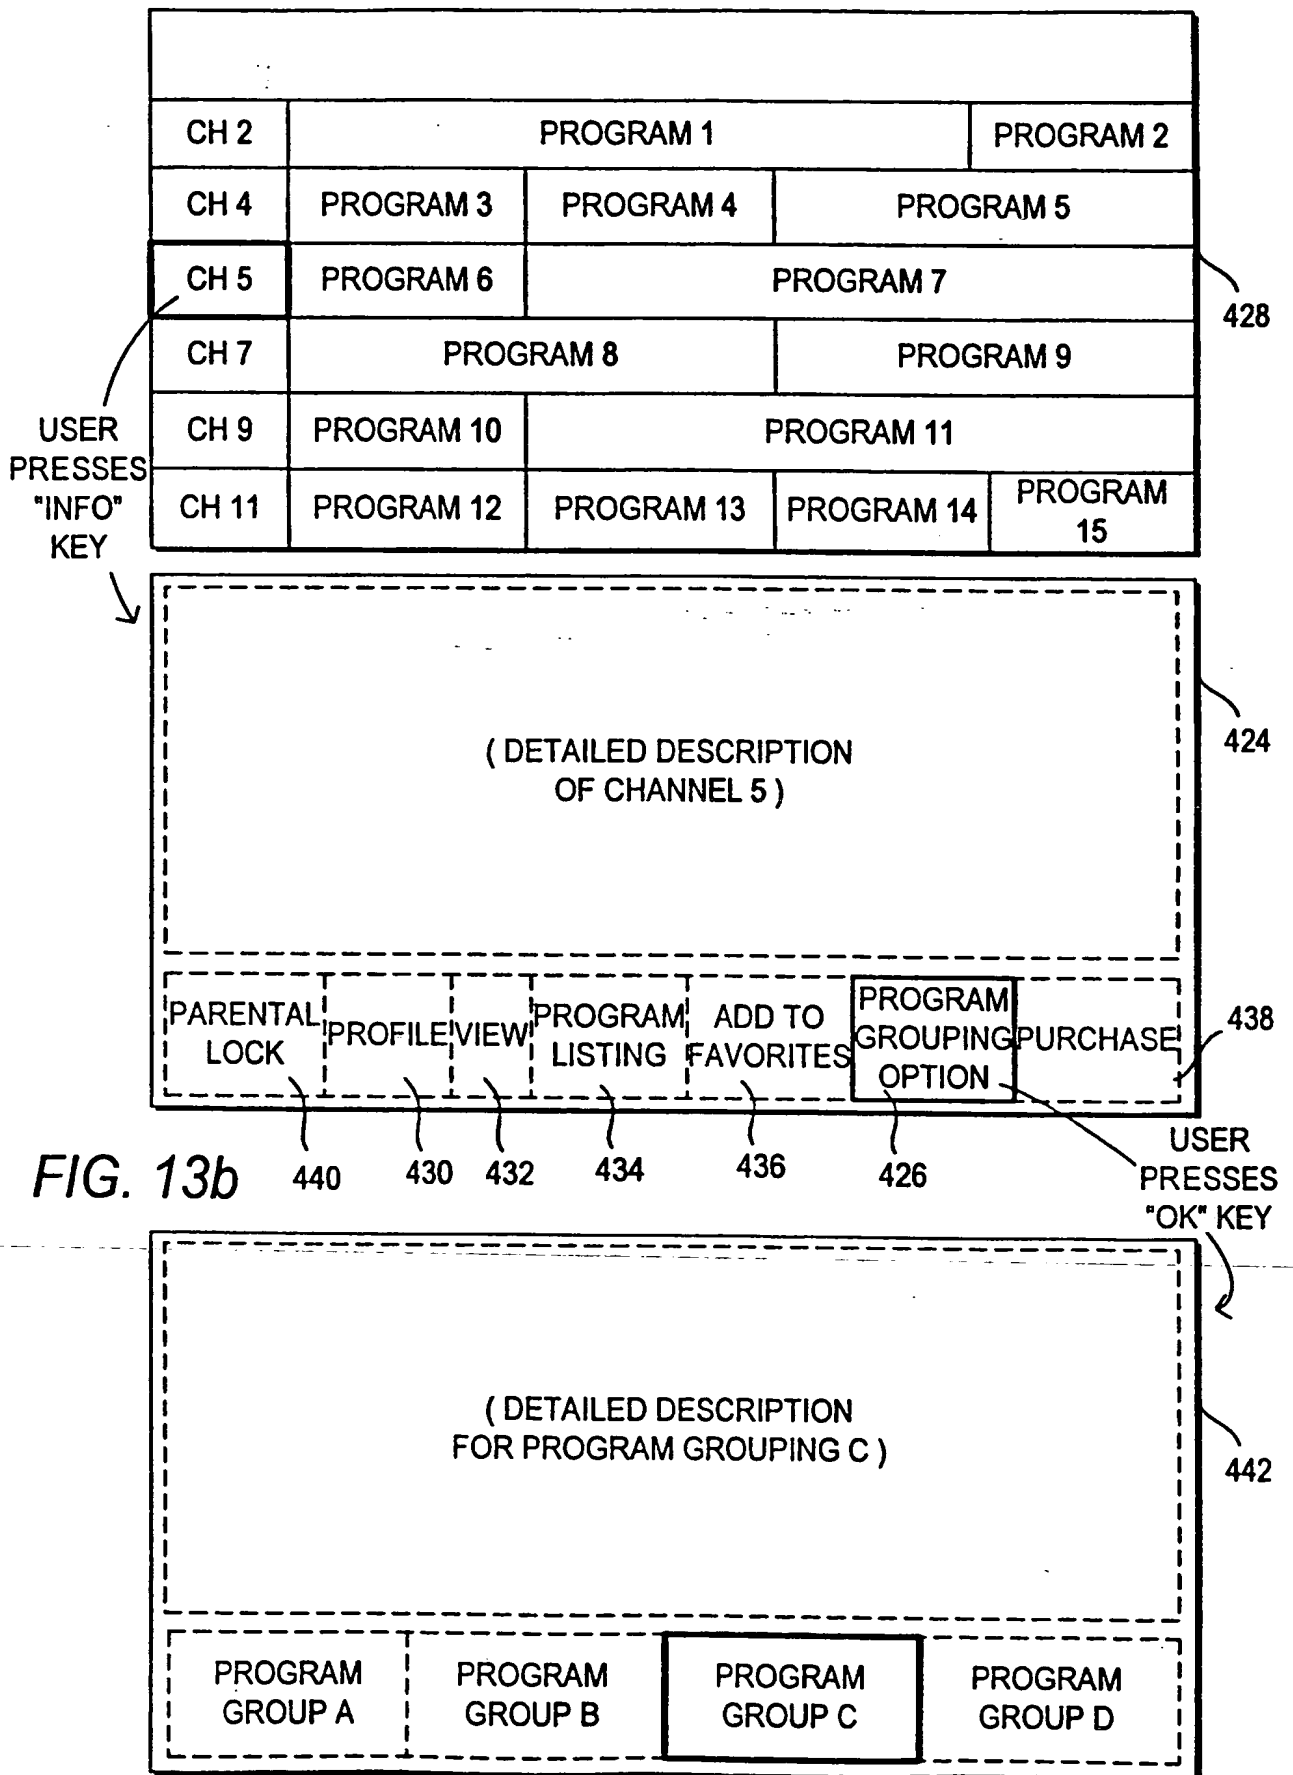 CH 2 PROGRAM 1 PROGRAM 2
CH 4 PROGRAM 3 PROGRAM 4 PROGRAM 5
CH 5 PROGRAM 6 PROGRAM 7
428
CH 7 PROGRAM 8 PROGRAM 9
CH 9 PROGRAM 10 PROGRAM 11
CH 11 PROGRAM 12 PROGRAM 13 PROGRAM 14 PROGRAM
15
USER
PRESSES
"INFO"
KEY
424
( DETAILED DESCRIPTION
OF CHANNEL 5 )
PARENTAL
LOCK
PROFILE
VIEW
PROGRAM
LISTING
ADD TO
FAVORITES
PROGRAM
GROUPING
OPTION
PURCHASE
438
FIG. 13b
440 430 432 434 436 426
USER
PRESSES
"OK" KEY
( DETAILED DESCRIPTION
FOR PROGRAM GROUPING C )
442
PROGRAM
GROUP A
PROGRAM
GROUP B
PROGRAM
GROUP C
PROGRAM
GROUP D